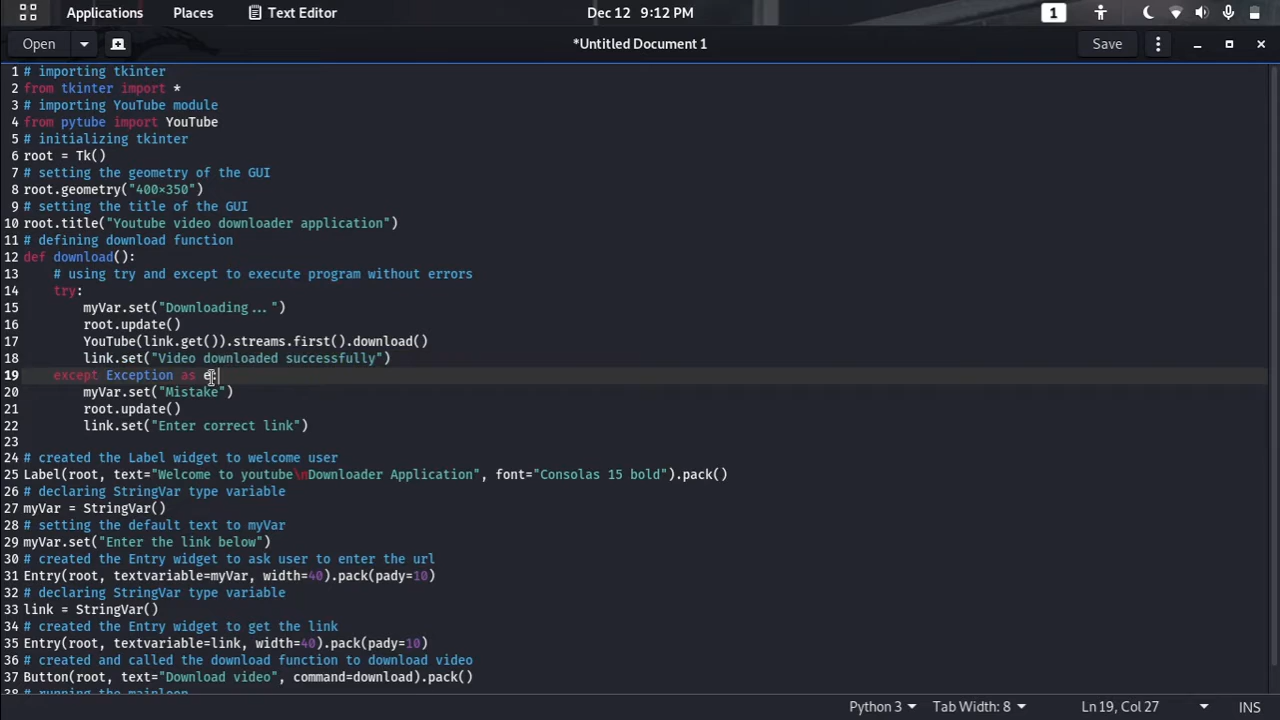 Applications Places Text Editor Dec 12 9:12 PM 1
Open *Untitled Document 1 Save
1 # importing tkinter
2 from tkinter import *
3 # importing YouTube module
4 from pytube import YouTube
5 # initializing tkinter
6 root = Tk()
7 # setting the geometry of the GUI
8 root.geometry("400×350")
9 # setting the title of the GUI
10 root.title("Youtube video downloader application")
11 # defining download function
12 def download():
13 # using try and except to execute program without errors
14 try:
15 myVar.set("Downloading...")
16 root.update()
17 YouTube(link.get()).streams.first().download()
18 link.set("Video downloaded successfully")
19 except Exception as e:
20 myVar.set("Mistake")
21 root.update()
22 link.set("Enter correct link")
23
24 # created the Label widget to welcome user
25 Label(root, text="Welcome to youtube\nDownloader Application", font="Consolas 15 bold").pack()
26 # declaring StringVar type variable
27 myVar = StringVar()
28 # setting the default text to myVar
29 myVar.set("Enter the link below")
30 # created the Entry widget to ask user to enter the url
31 Entry(root, textvariable=myVar, width=40).pack(pady=10)
32 # declaring StringVar type variable
33 link = StringVar()
34 # created the Entry widget to get the link
35 Entry(root, textvariable=link, width=40).pack(pady=10)
36 # created and called the download function to download video
37 Button(root, text="Download video", command=download).pack()
38 # running the mainloop
Python 3 Tab Width: 8 Ln 19, Col 27 INS